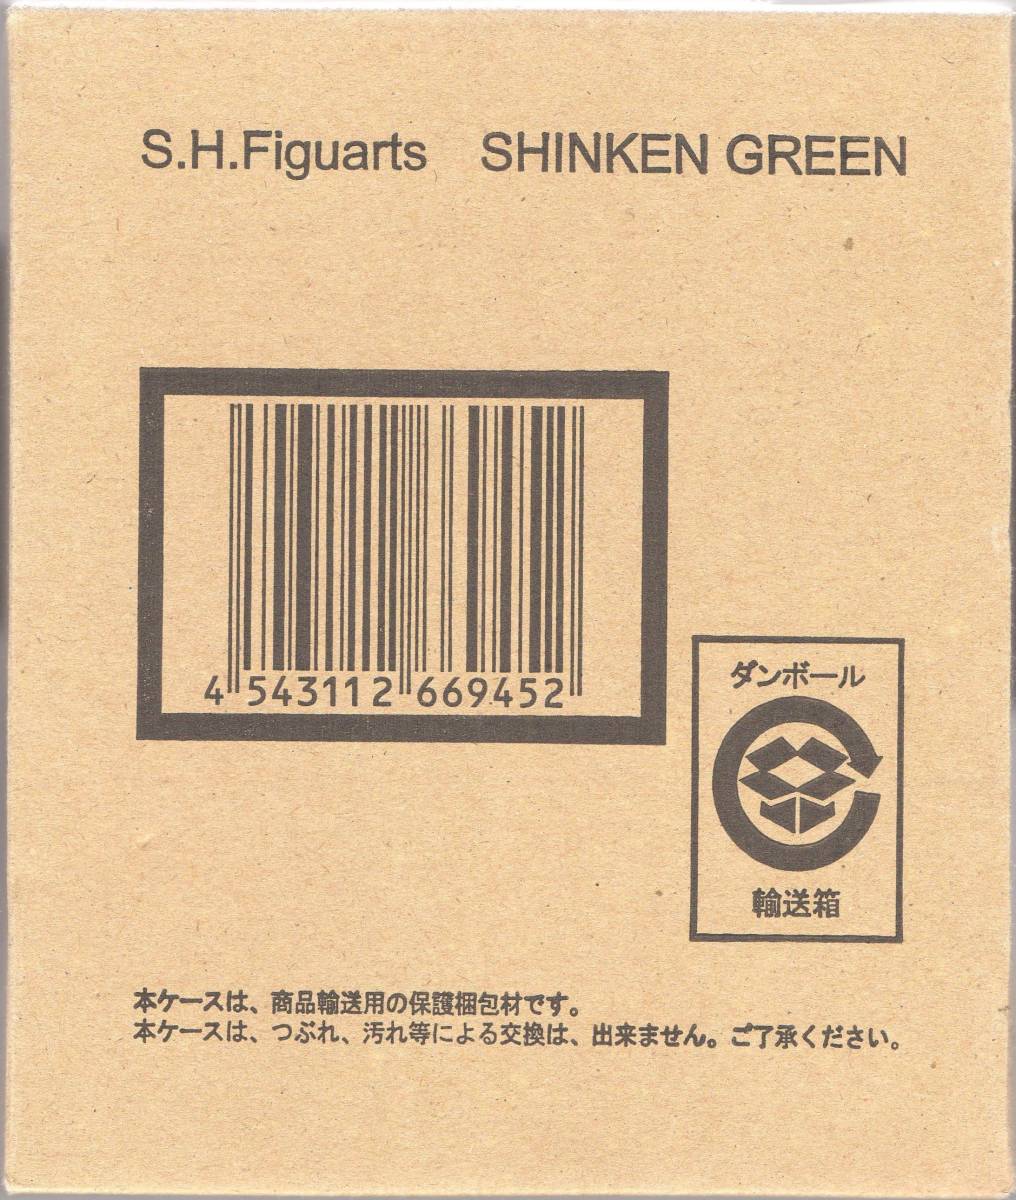 S.H.Figuarts SHINKEN GREEN
4 543112 669452
ダンボール
輸送箱
本ケースは、商品輸送用の保護梱包材です。
本ケースは、つぶれ、汚れ等による交換は、出来ません。ご了承ください。